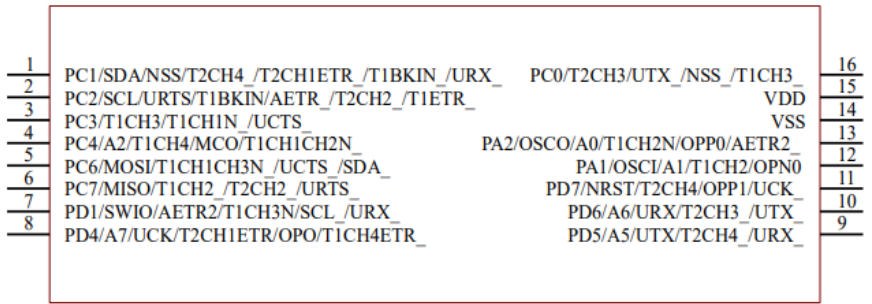 1 PC1/SDA/NSS/T2CH4_/T2CH1ETR_/T1BKIN_/URX_ PC0/T2CH3/UTX_/NSS_/T1CH3_ 16
2 PC2/SCL/URTS/T1BKIN/AETR_/T2CH2_/T1ETR_ VDD 15
3 PC3/T1CH3/T1CH1N_/UCTS_ VSS 14
4 PC4/A2/T1CH4/MCO/T1CH1CH2N_ PA2/OSCO/A0/T1CH2N/OPP0/AETR2_ 13
5 PC6/MOSI/T1CH1CH3N_/UCTS_/SDA_ PA1/OSCI/A1/T1CH2/OPN0 12
6 PC7/MISO/T1CH2_/T2CH2_/URTS_ PD7/NRST/T2CH4/OPP1/UCK_ 11
7 PD1/SWIO/AETR2/T1CH3N/SCL_/URX_ PD6/A6/URX/T2CH3_/UTX_ 10
8 PD4/A7/UCK/T2CH1ETR/OPO/T1CH4ETR_ PD5/A5/UTX/T2CH4_/URX_ 9